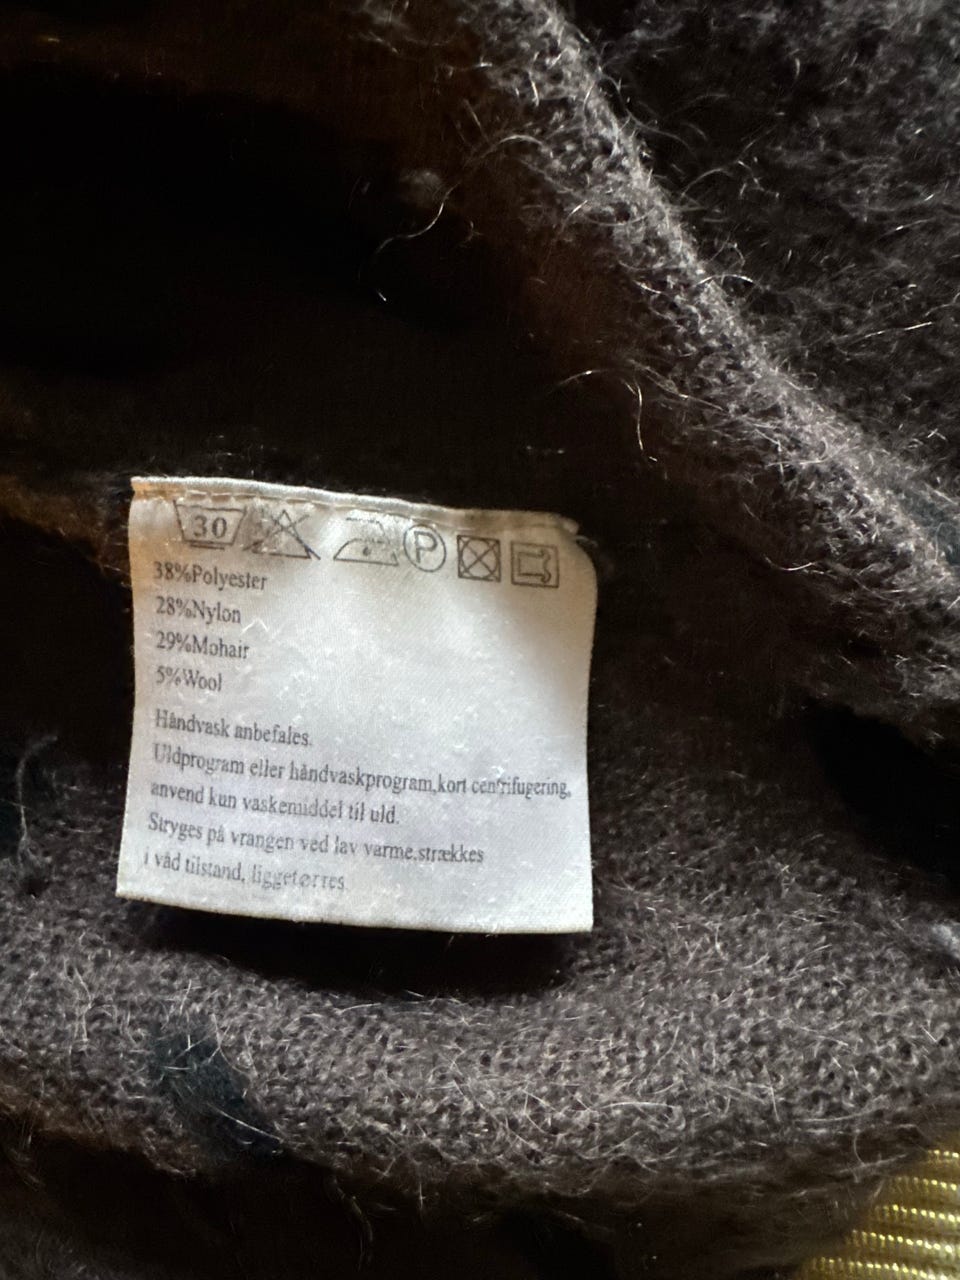 30 P
38%Polyester
28%Nylon
29%Mohair
5%Wool
Håndvask anbefales.
Uldprogram eller håndvaskprogram,kort centrifugering,
anvend kun vaskemiddel til uld.
Stryges på vrangen ved lav varme.strækkes
i våd tilstand, liggetørres